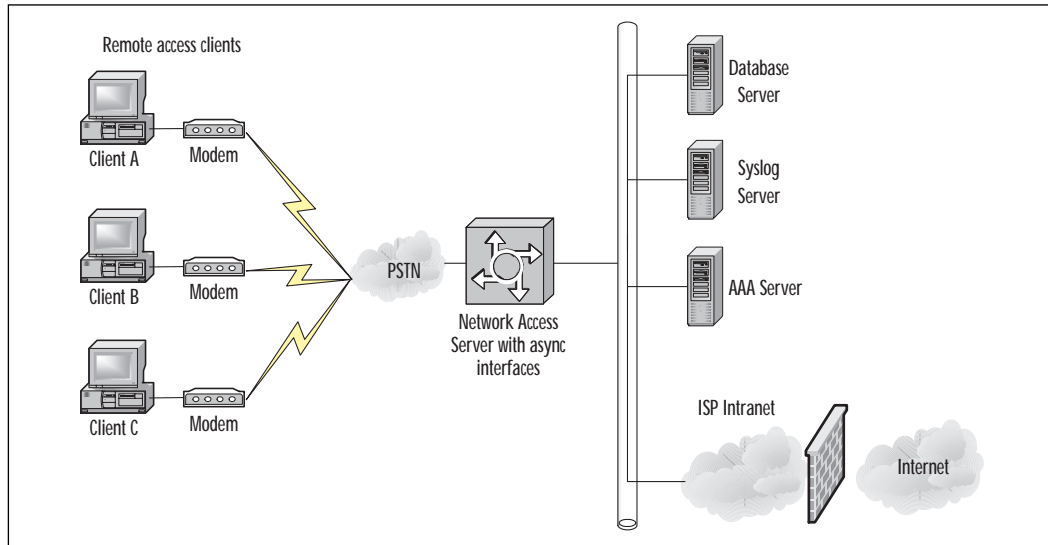 Remote access clients
Client A
Modem
Client B
Modem
Client C
Modem
PSTN
Network Access
Server with async
interfaces
Database
Server
Syslog
Server
AAA Server
ISP Intranet
Internet